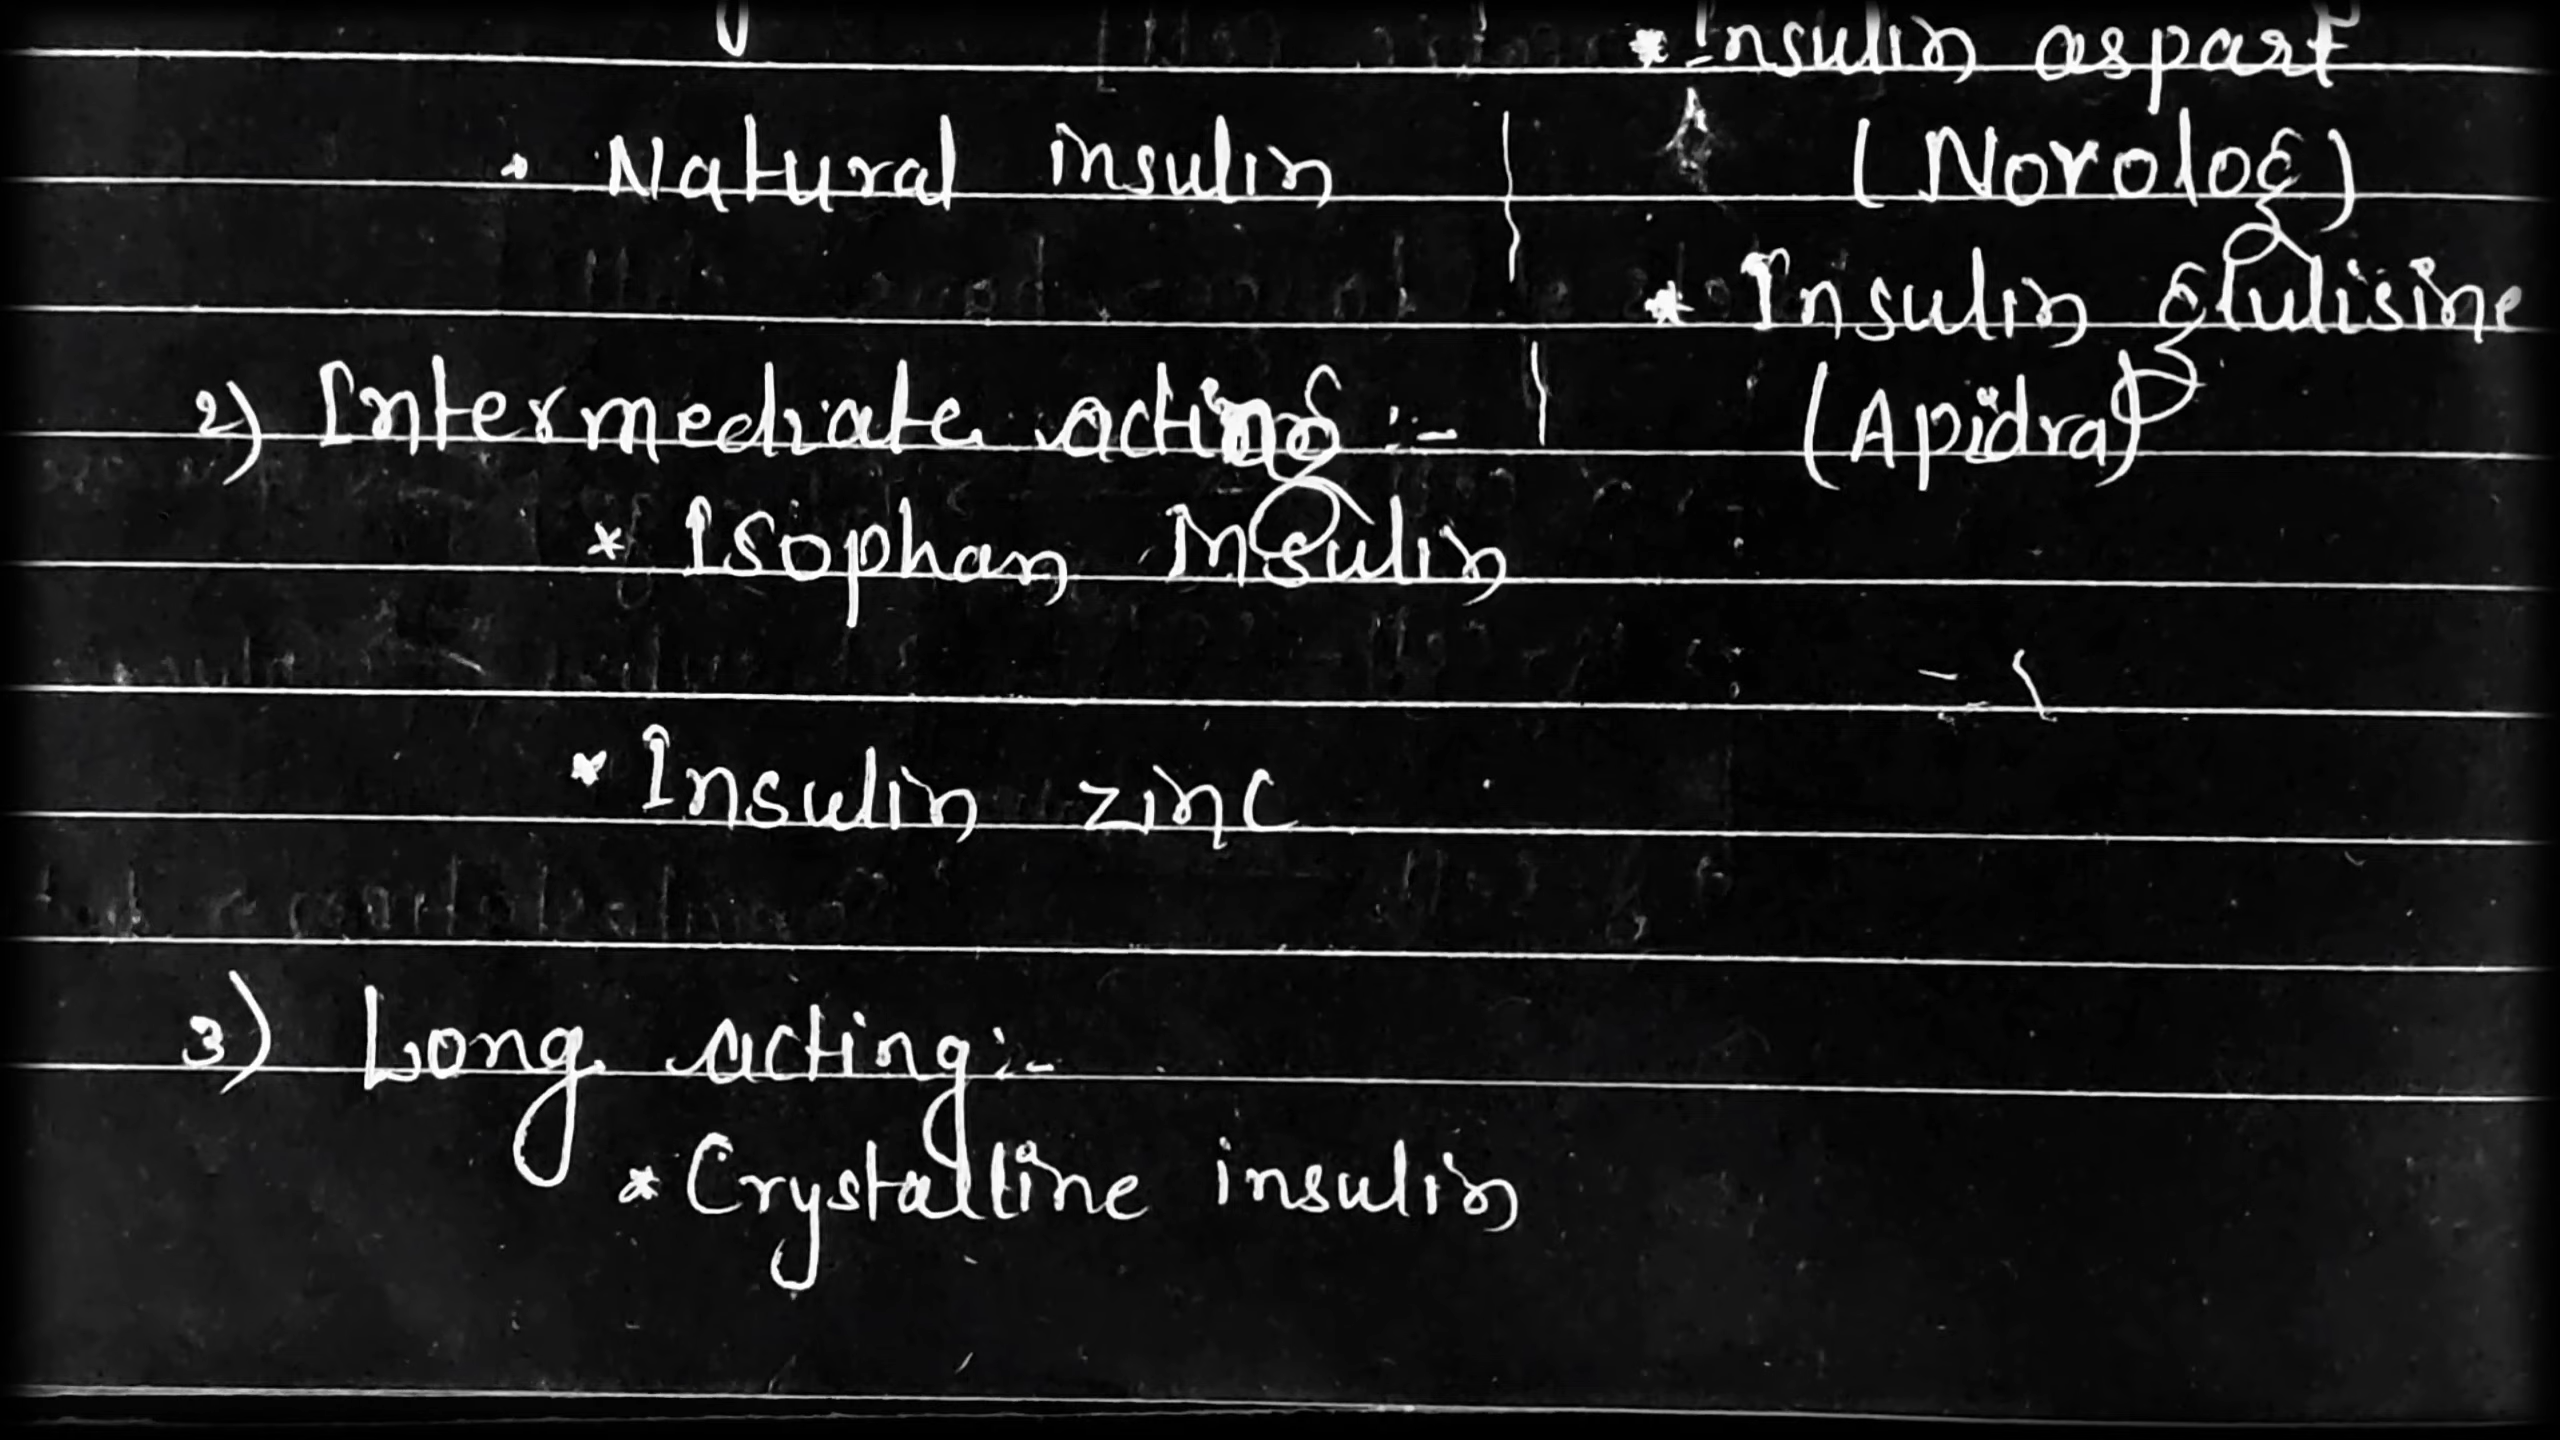 * Insulin aspart
• Natural insulin
(Novolog)
* Insulin glulisine
2) Intermediate acting :-
(Apidra)
* Isophan Insulin
* Insulin zinc
3) Long acting :-
* Crystalline insulin